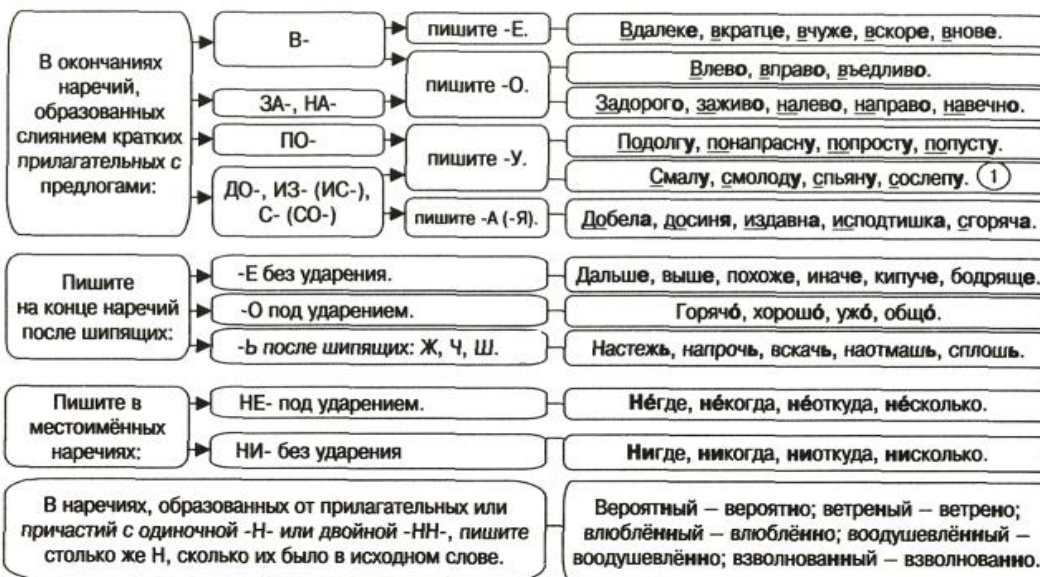 В окончаниях
наречий,
образованных
слиянием кратких
прилагательных с
предлогами:
В-
пишите -Е.
Вдалеке, вкратце, вчуже, вскоре, внове.
пишите -О.
Влево, вправо, въедливо.
ЗА-, НА-
Задорого, заживо, налево, направо, навечно.
ПО-
пишите -У.
Подолгу, понапрасну, попросту, попусту.
ДО-, ИЗ- (ИС-),
С- (СО-)
Смалу, смолоду, спьяну, сослепу. 1
пишите -А (-Я).
Добела, досиня, издавна, исподтишка, сгоряча.
Пишите
на конце наречий
после шипящих:
-Е без ударения.
Дальше, выше, похоже, иначе, кипуче, бодряще.
-О под ударением.
Горячо́, хорошо́, ужо́, общо́.
-Ь после шипящих: Ж, Ч, Ш.
Настежь, напрочь, вскачь, наотмашь, сплошь.
Пишите в
местоимённых
наречиях:
НЕ- под ударением.
Не́где, не́когда, не́откуда, не́сколько.
НИ- без ударения
Нигде, никогда, ниоткуда, нисколько.
В наречиях, образованных от прилагательных или
причастий с одиночной -Н- или двойной -НН-, пишите
столько же Н, сколько их было в исходном слове.
Вероятный – вероятно; ветреный – ветрено;
влюблённый – влюблённо; воодушевлённый –
воодушевлённо; взволнованный – взволнованно.